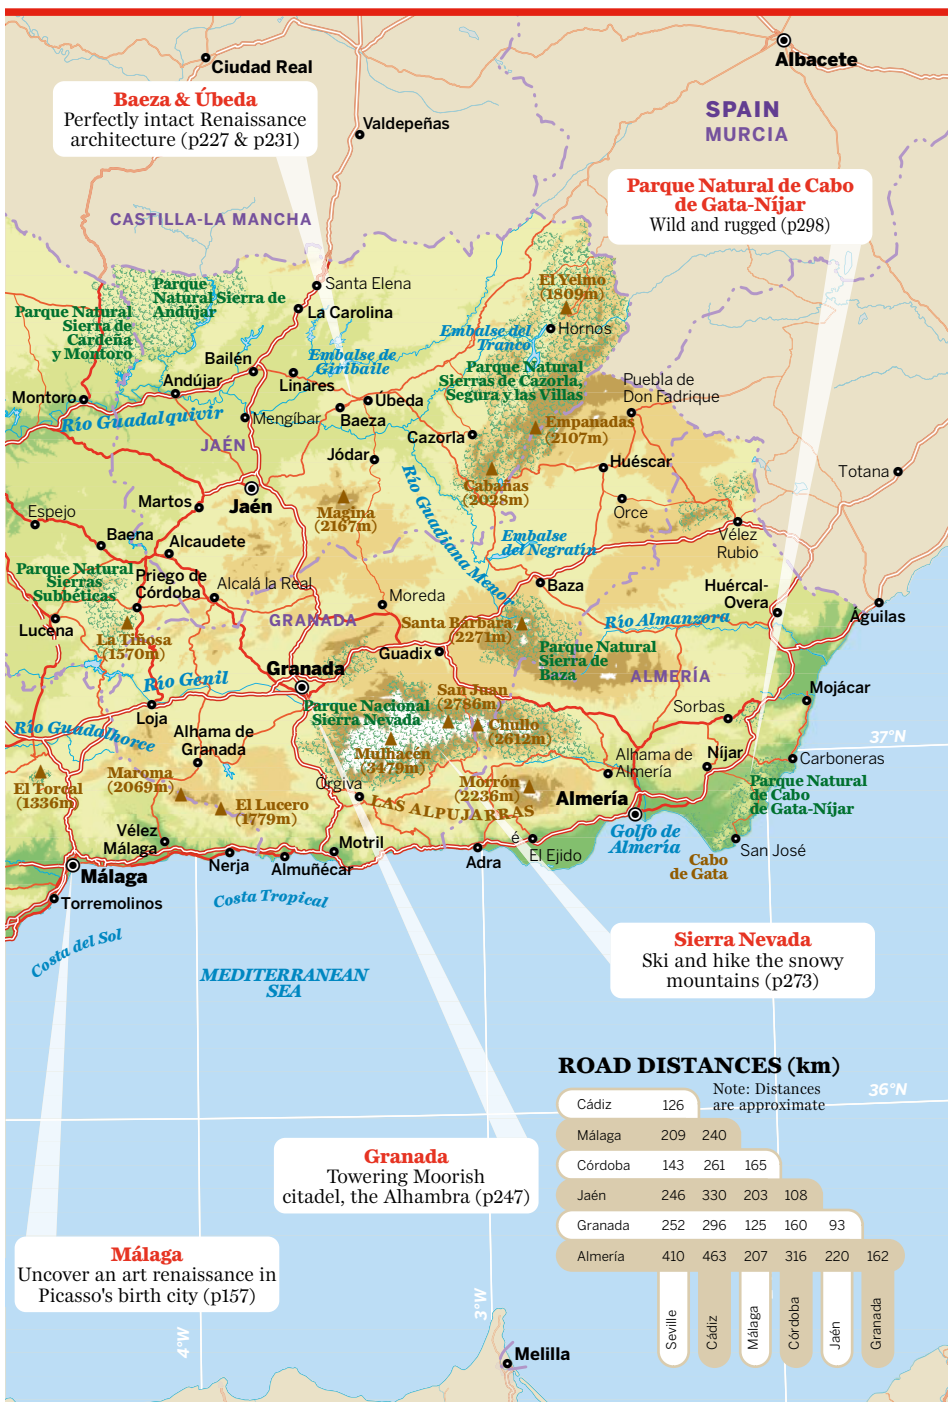 Ciudad Real
Albacete
Baeza & Úbeda
Perfectly intact Renaissance
architecture (p227 & p231)
SPAIN
MURCIA
Valdepeñas
Parque Natural de Cabo
de Gata-Níjar
Wild and rugged (p298)
CASTILLA-LA MANCHA
Santa Elena
Parque
Natural Sierra de
Andújar
El Yelmo
(1809m)
La Carolina
Parque Natural
Sierra de
Cardeña
y Montoro
Embalse del
Tranco
Hornos
Bailén
Embalse de
Giribaile
Parque Natural
Sierras de Cazorla,
Segura y las Villas
Andújar
Linares
Puebla de
Don Fadrique
Montoro
Úbeda
Río Guadalquivir
Mengíbar
Baeza
Empanadas
(2107m)
JAÉN
Cazorla
Jódar
Huéscar
Totana
Cabañas
(2028m)
Martos
Jaén
Magina
(2167m)
Río Guadiana Menor
Orce
Espejo
Baena
Alcaudete
Embalse
del Negratín
Vélez
Rubio
Parque Natural
Sierras
Subbéticas
Priego de
Córdoba
Alcalá la Real
Baza
Huércal-
Overa
Moreda
Águilas
Lucena
La Tiñosa
(1570m)
GRANADA
Santa Bárbara
2271m)
Río Almanzora
Guadix
Parque Natural
Sierra de
Baza
ALMERÍA
Granada
Río Genil
Mojácar
Parque Nacional
Sierra Nevada
San Juan
(2786m)
Sorbas
Loja
Río Guadalhorce
Alhama de
Granada
Chullo
(2612m)
37°N
Mulhacén
(3479m)
Alhama de
Almería
Níjar
Carboneras
El Torcal
(1336m)
Maroma
(2069m)
Órgiva
Morrón
(2236m)
Parque Natural
de Cabo
de Gata-Níjar
El Lucero
(1779m)
LAS ALPUJARRAS
Almería
Vélez
Málaga
Motril
é
El Ejido
Golfo de
Almería
San José
Málaga
Nerja
Almuñécar
Adra
Cabo
de Gata
Torremolinos
Costa Tropical
Costa del Sol
Sierra Nevada
Ski and hike the snowy
mountains (p273)
MEDITERRANEAN
SEA
ROAD DISTANCES (km)
Note: Distances
are approximate
36°N
Cádiz 126
Málaga 209 240
Córdoba 143 261 165
Jaén 246 330 203 108
Granada 252 296 125 160 93
Almería 410 463 207 316 220 162
Seville Cádiz Málaga Córdoba Jaén Granada
Granada
Towering Moorish
citadel, the Alhambra (p247)
Málaga
Uncover an art renaissance in
Picasso's birth city (p157)
4°W
3°W
Melilla